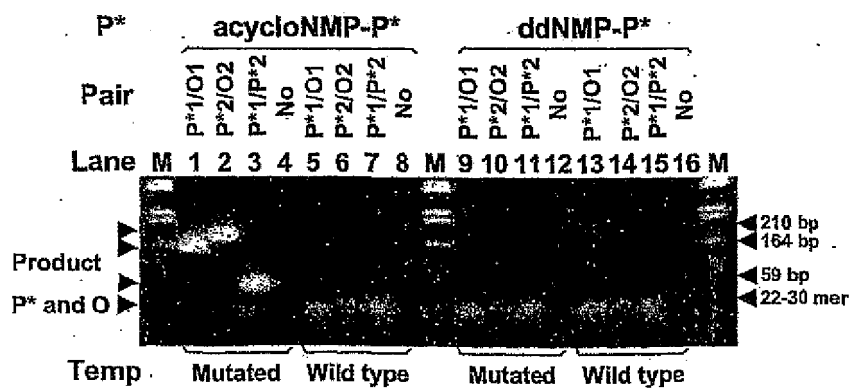 P* acycloNMP-P* ddNMP-P*
Pair P*1/O1 P*2/O2 P*1/P*2 No P*1/O1 P*2/O2 P*1/P*2 No P*1/O1 P*2/O2 P*1/P*2 No P*1/O1 P*2/O2 P*1/P*2 No
Lane M 1 2 3 4 5 6 7 8 M 9 10 11 12 13 14 15 16 M
210 bp
164 bp
Product
59 bp
P* and O 22-30 mer
Temp Mutated Wild type Mutated Wild type